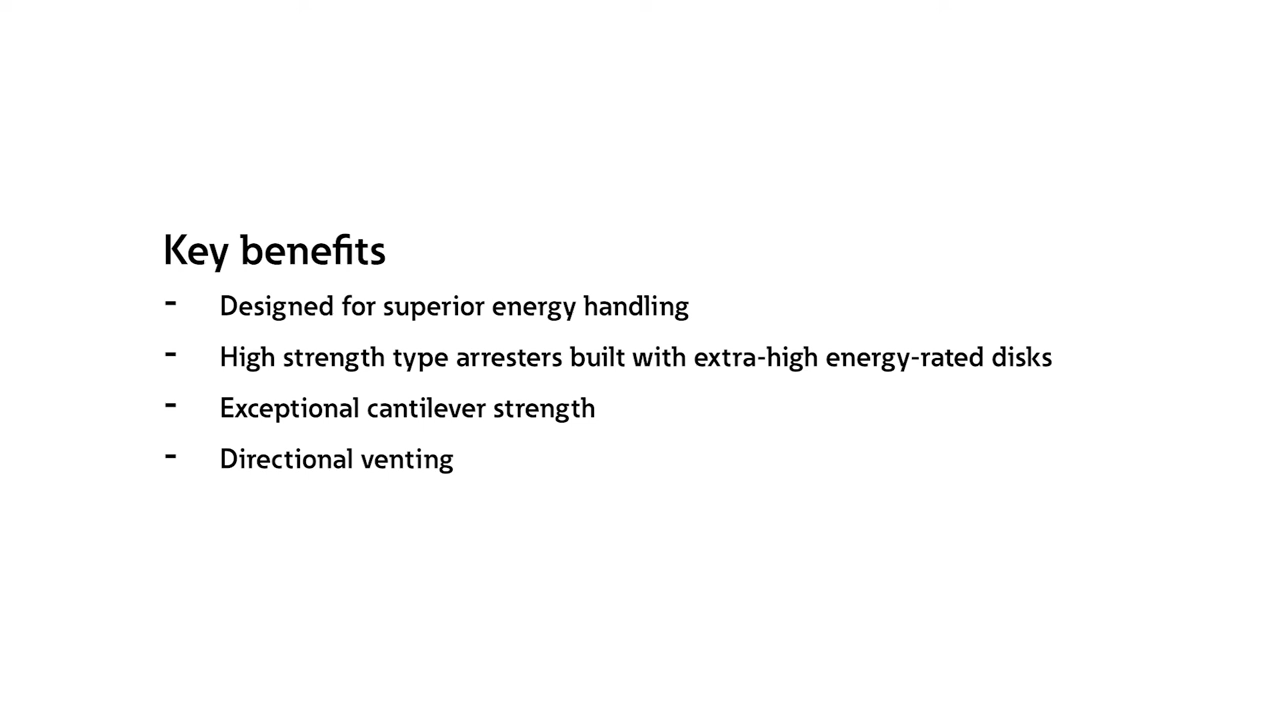 Key benefits
- Designed for superior energy handling
- High strength type arresters built with extra-high energy-rated disks
- Exceptional cantilever strength
- Directional venting